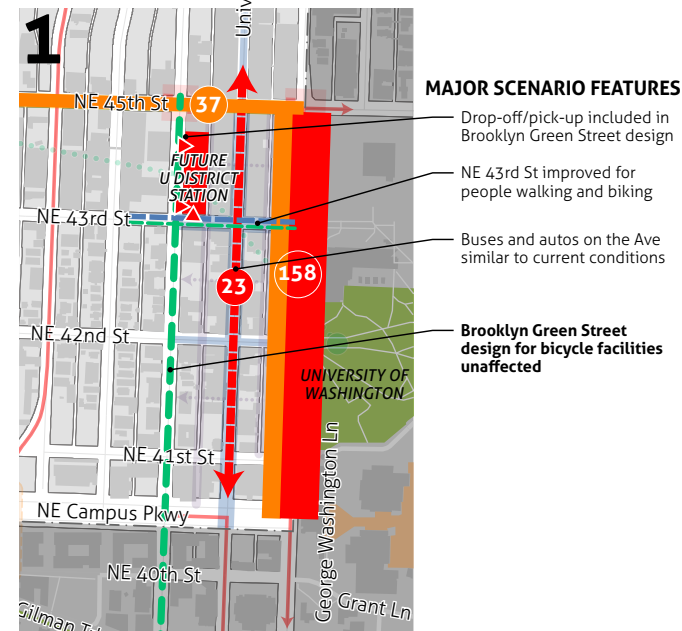 1
Univ
NE 45th St
37
FUTURE
U DISTRICT
STATION
NE 43rd St
158
23
NE 42nd St
UNIVERSITY OF
WASHINGTON
NE 41st St
George Washington Ln
NE Campus Pkwy
NE 40th St
Grant Ln
Gilman
MAJOR SCENARIO FEATURES
Drop-off/pick-up included in
Brooklyn Green Street design
NE 43rd St improved for
people walking and biking
Buses and autos on the Ave
similar to current conditions
Brooklyn Green Street
design for bicycle facilities
unaffected